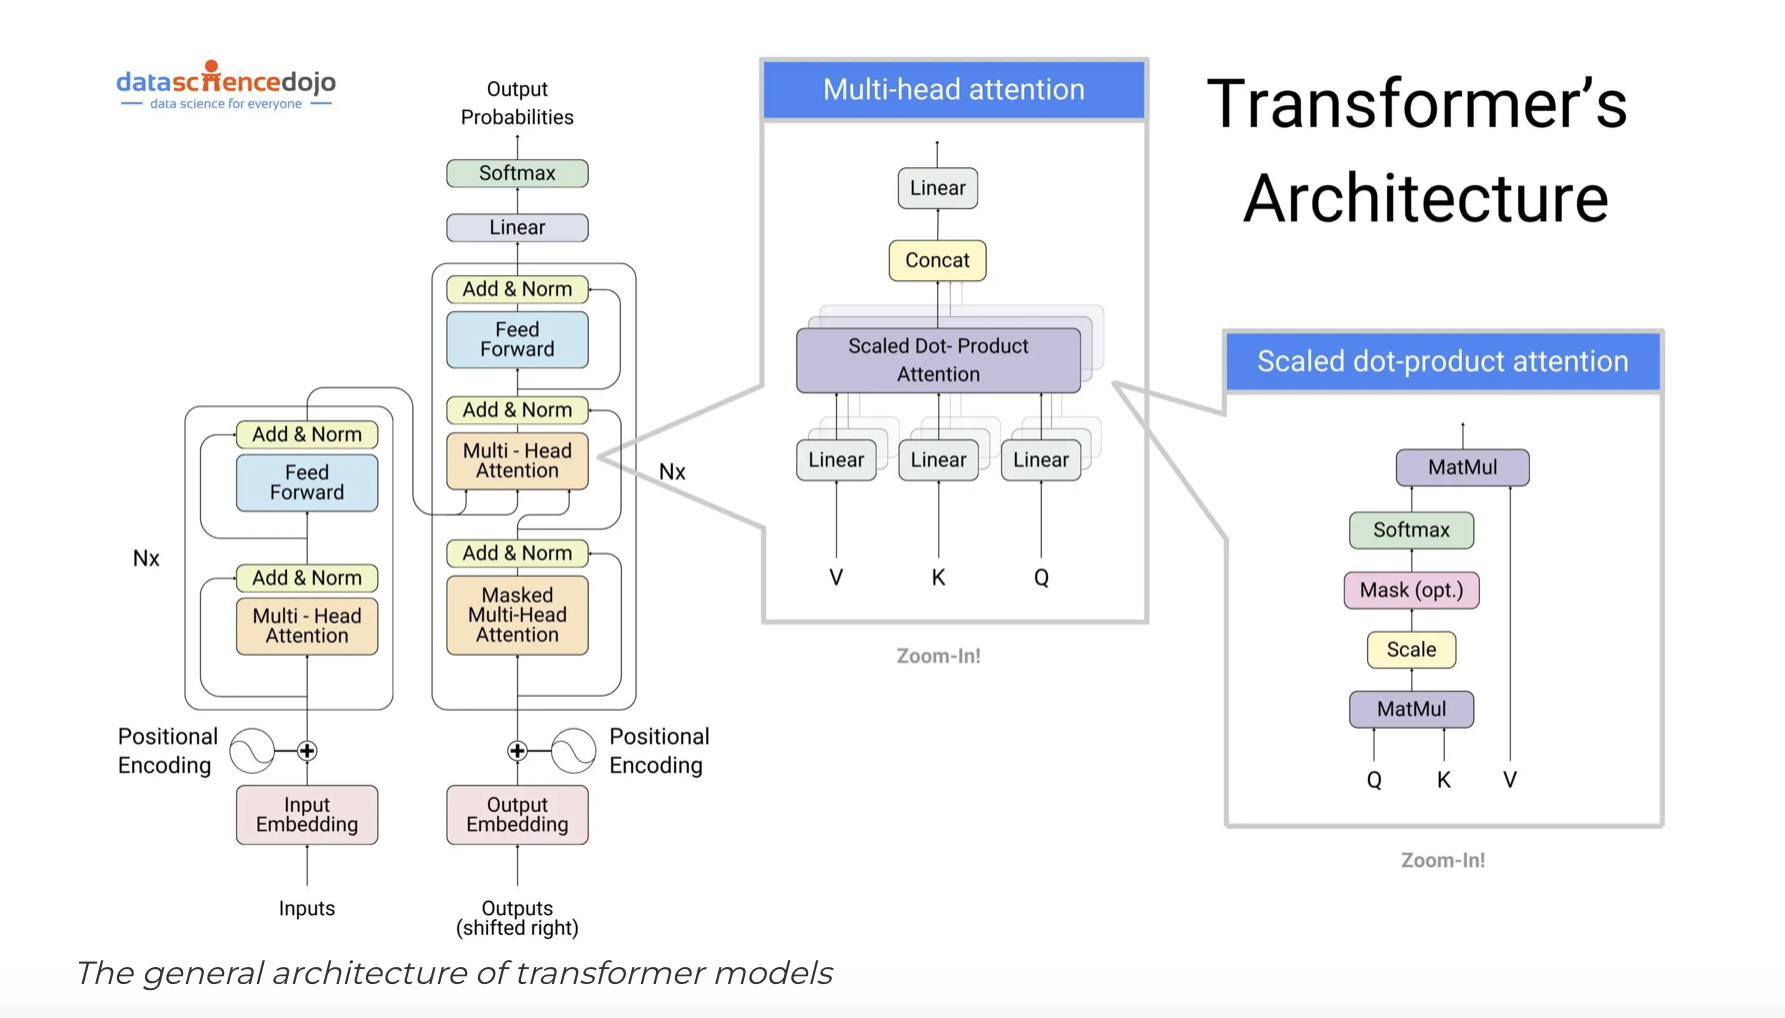 datasciencedojo
data science for everyone
Output
Probabilities
Softmax
Linear
Add & Norm
Feed
Forward
Add & Norm
Multi - Head
Attention
Nx
Add & Norm
Masked
Multi-Head
Attention
Positional
Encoding
Output
Embedding
Outputs
(shifted right)
Add & Norm
Feed
Forward
Nx
Add & Norm
Multi - Head
Attention
Positional
Encoding
Input
Embedding
Inputs
Multi-head attention
Linear
Concat
Scaled Dot- Product
Attention
Linear
Linear
Linear
V
K
Q
Zoom-In!
Transformer’s
Architecture
Scaled dot-product attention
MatMul
Softmax
Mask (opt.)
Scale
MatMul
Q
K
V
Zoom-In!
The general architecture of transformer models